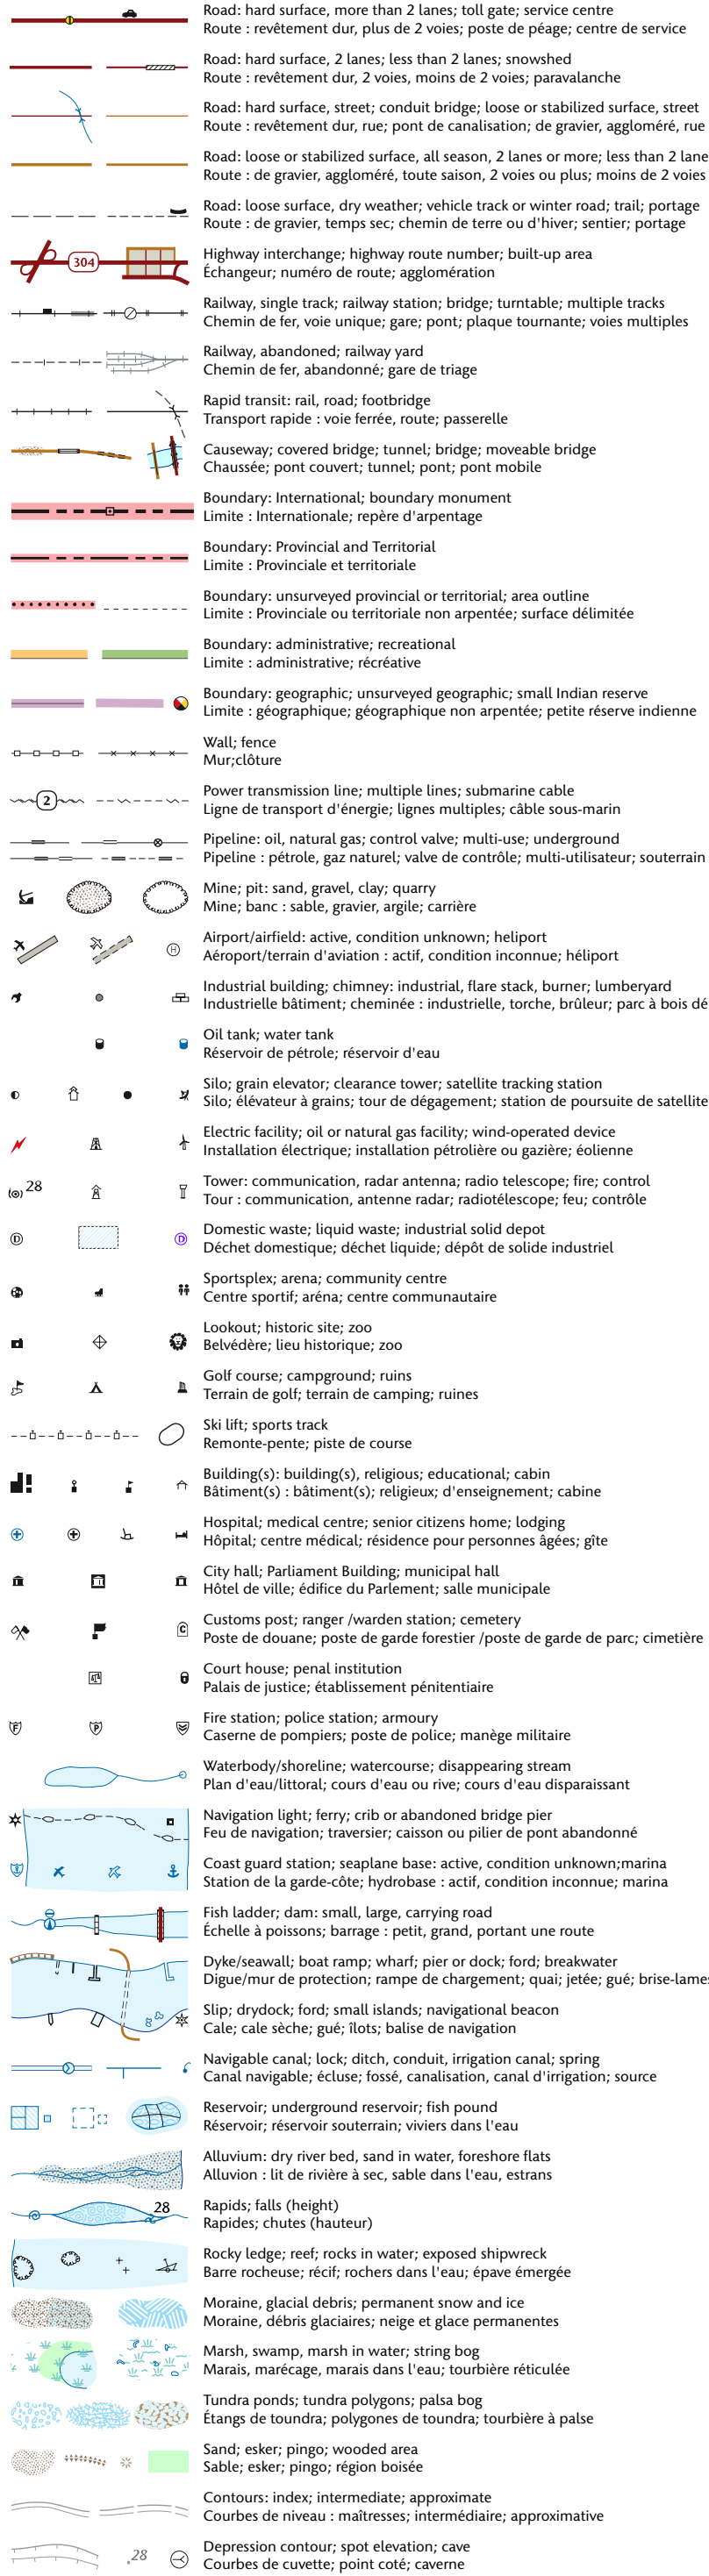 Road: hard surface, more than 2 lanes; toll gate; service centre
Route : revêtement dur, plus de 2 voies; poste de péage; centre de service
Road: hard surface, 2 lanes; less than 2 lanes; snowshed
Route : revêtement dur, 2 voies, moins de 2 voies; paravalanche
Road: hard surface, street; conduit bridge; loose or stabilized surface, street
Route : revêtement dur, rue; pont de canalisation; de gravier, aggloméré, rue
Road: loose or stabilized surface, all season, 2 lanes or more; less than 2 lane
Route : de gravier, aggloméré, toute saison, 2 voies ou plus; moins de 2 voies
Road: loose surface, dry weather; vehicle track or winter road; trail; portage
Route : de gravier, temps sec; chemin de terre ou d'hiver; sentier; portage
304
Highway interchange; highway route number; built-up area
Échangeur; numéro de route; agglomération
Railway, single track; railway station; bridge; turntable; multiple tracks
Chemin de fer, voie unique; gare; pont; plaque tournante; voies multiples
Railway, abandoned; railway yard
Chemin de fer, abandonné; gare de triage
Rapid transit: rail, road; footbridge
Transport rapide : voie ferrée, route; passerelle
Causeway; covered bridge; tunnel; bridge; moveable bridge
Chaussée; pont couvert; tunnel; pont; pont mobile
Boundary: International; boundary monument
Limite : Internationale; repère d'arpentage
Boundary: Provincial and Territorial
Limite : Provinciale et territoriale
Boundary: unsurveyed provincial or territorial; area outline
Limite : Provinciale ou territoriale non arpentée; surface délimitée
Boundary: administrative; recreational
Limite : administrative; récréative
Boundary: geographic; unsurveyed geographic; small Indian reserve
Limite : géographique; géographique non arpentée; petite réserve indienne
Wall; fence
Mur;clôture
2
Power transmission line; multiple lines; submarine cable
Ligne de transport d'énergie; lignes multiples; câble sous-marin
Pipeline: oil, natural gas; control valve; multi-use; underground
Pipeline : pétrole, gaz naturel; valve de contrôle; multi-utilisateur; souterrain
Mine; pit: sand, gravel, clay; quarry
Mine; banc : sable, gravier, argile; carrière
H
Airport/airfield: active, condition unknown; heliport
Aéroport/terrain d'aviation : actif, condition inconnue; héliport
Industrial building; chimney: industrial, flare stack, burner; lumberyard
Industrielle bâtiment; cheminée : industrielle, torche, brûleur; parc à bois dé
Oil tank; water tank
Réservoir de pétrole; réservoir d'eau
Silo; grain elevator; clearance tower; satellite tracking station
Silo; élévateur à grains; tour de dégagement; station de poursuite de satellite
Electric facility; oil or natural gas facility; wind-operated device
Installation électrique; installation pétrolière ou gazière; éolienne
28
Tower: communication, radar antenna; radio telescope; fire; control
Tour : communication, antenne radar; radiotélescope; feu; contrôle
D D
Domestic waste; liquid waste; industrial solid depot
Déchet domestique; déchet liquide; dépôt de solide industriel
Sportsplex; arena; community centre
Centre sportif; aréna; centre communautaire
Lookout; historic site; zoo
Belvédère; lieu historique; zoo
Golf course; campground; ruins
Terrain de golf; terrain de camping; ruines
Ski lift; sports track
Remonte-pente; piste de course
Building(s): building(s), religious; educational; cabin
Bâtiment(s) : bâtiment(s); religieux; d'enseignement; cabine
Hospital; medical centre; senior citizens home; lodging
Hôpital; centre médical; résidence pour personnes âgées; gîte
City hall; Parliament Building; municipal hall
Hôtel de ville; édifice du Parlement; salle municipale
C
Customs post; ranger /warden station; cemetery
Poste de douane; poste de garde forestier /poste de garde de parc; cimetière
Court house; penal institution
Palais de justice; établissement pénitentiaire
F P
Fire station; police station; armoury
Caserne de pompiers; poste de police; manège militaire
Waterbody/shoreline; watercourse; disappearing stream
Plan d'eau/littoral; cours d'eau ou rive; cours d'eau disparaissant
Navigation light; ferry; crib or abandoned bridge pier
Feu de navigation; traversier; caisson ou pilier de pont abandonné
Coast guard station; seaplane base: active, condition unknown;marina
Station de la garde-côte; hydrobase : actif, condition inconnue; marina
Fish ladder; dam: small, large, carrying road
Échelle à poissons; barrage : petit, grand, portant une route
Dyke/seawall; boat ramp; wharf; pier or dock; ford; breakwater
Digue/mur de protection; rampe de chargement; quai; jetée; gué; brise-lames
Slip; drydock; ford; small islands; navigational beacon
Cale; cale sèche; gué; îlots; balise de navigation
Navigable canal; lock; ditch, conduit, irrigation canal; spring
Canal navigable; écluse; fossé, canalisation, canal d'irrigation; source
Reservoir; underground reservoir; fish pound
Réservoir; réservoir souterrain; viviers dans l'eau
Alluvium: dry river bed, sand in water, foreshore flats
Alluvion : lit de rivière à sec, sable dans l'eau, estrans
28
Rapids; falls (height)
Rapides; chutes (hauteur)
Rocky ledge; reef; rocks in water; exposed shipwreck
Barre rocheuse; récif; rochers dans l'eau; épave émergée
Moraine, glacial debris; permanent snow and ice
Moraine, débris glaciaires; neige et glace permanentes
Marsh, swamp, marsh in water; string bog
Marais, marécage, marais dans l'eau; tourbière réticulée
Tundra ponds; tundra polygons; palsa bog
Étangs de toundra; polygones de toundra; tourbière à palse
Sand; esker; pingo; wooded area
Sable; esker; pingo; région boisée
Contours: index; intermediate; approximate
Courbes de niveau : maîtresses; intermédiaire; approximative
.28
Depression contour; spot elevation; cave
Courbes de cuvette; point coté; caverne